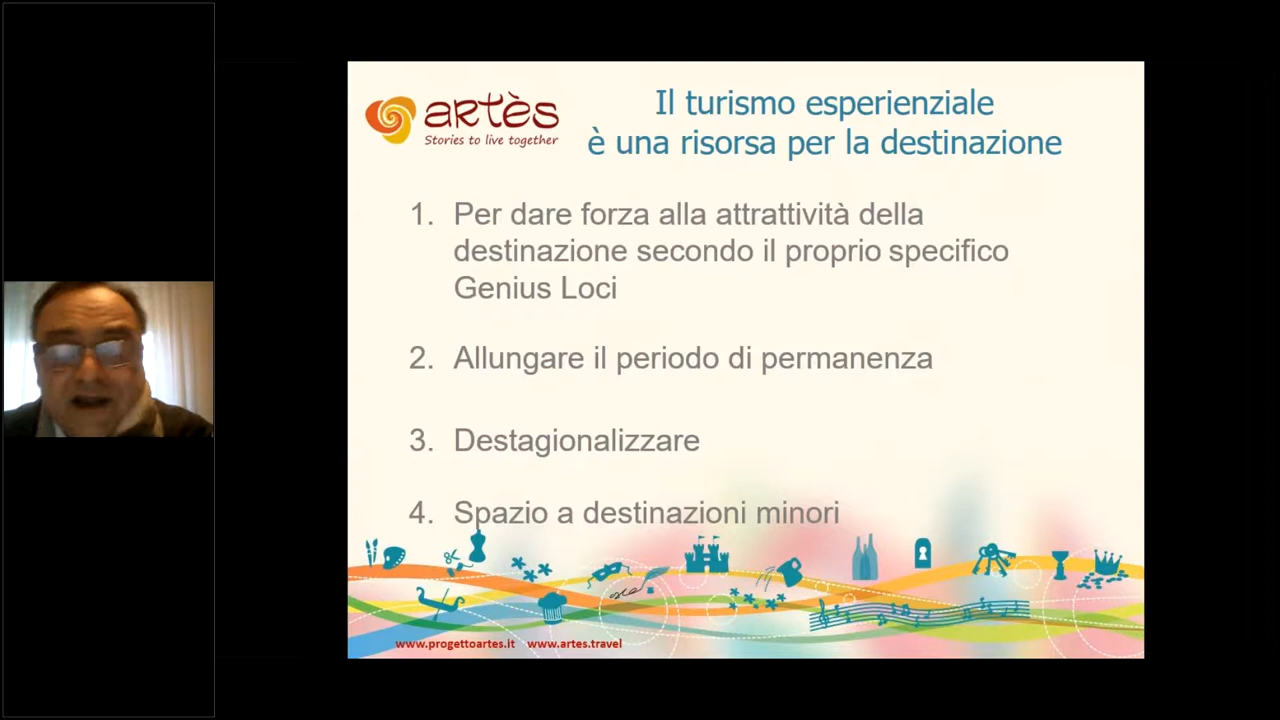 artès
Stories to live together
Il turismo esperienziale
è una risorsa per la destinazione
1. Per dare forza alla attrattività della
destinazione secondo il proprio specifico
Genius Loci
2. Allungare il periodo di permanenza
3. Destagionalizzare
4. Spazio a destinazioni minori
www.progettoartes.it www.artes.travel